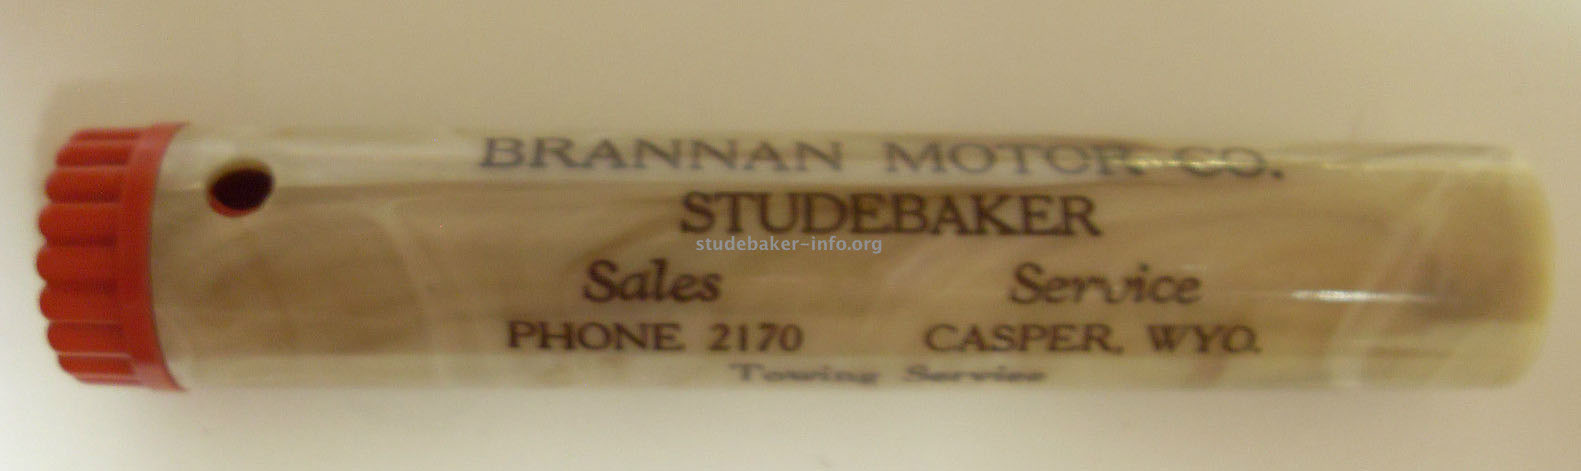 BRANNAN MOTOR CO.
STUDEBAKER
studebaker-info.org
Sales Service
PHONE 2170 CASPER, WYO.
Towing Service